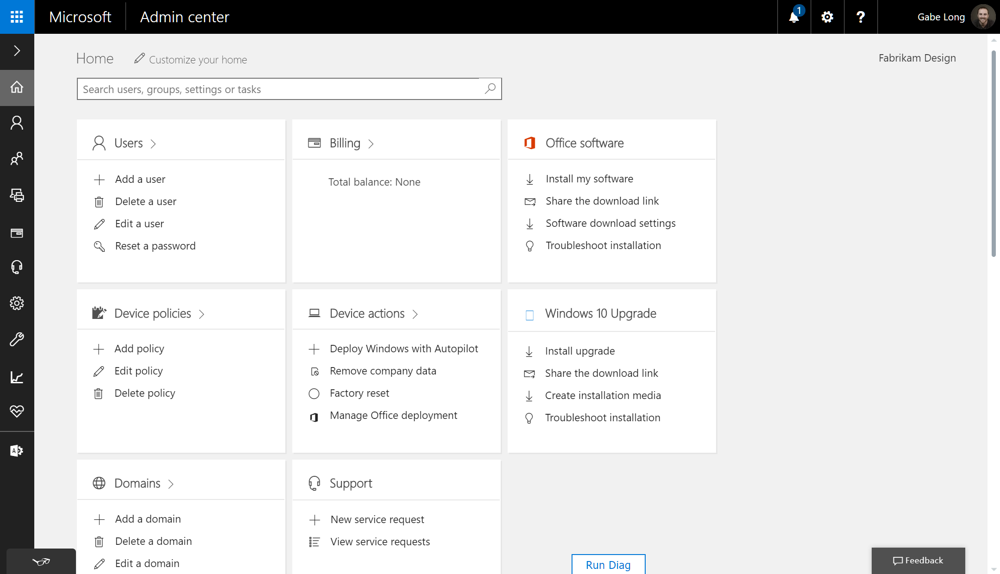 Microsoft
Admin center
1
?
Gabe Long
Home
Customize your home
Fabrikam Design
Search users, groups, settings or tasks
Users
Add a user
Delete a user
Edit a user
Reset a password
Billing
Total balance: None
Office software
Install my software
Share the download link
Software download settings
Troubleshoot installation
Device policies
Add policy
Edit policy
Delete policy
Device actions
Deploy Windows with Autopilot
Remove company data
Factory reset
Manage Office deployment
Windows 10 Upgrade
Install upgrade
Share the download link
Create installation media
Troubleshoot installation
Domains
Add a domain
Delete a domain
Edit a domain
Support
New service request
View service requests
Run Diag
Feedback